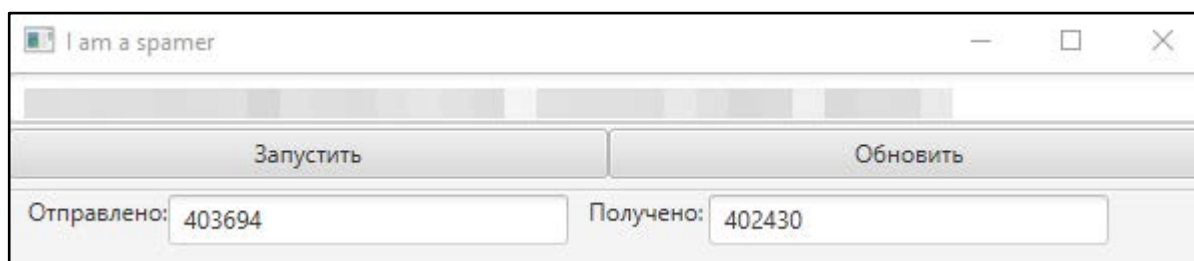 I am a spamer
Запустить Обновить
Отправлено: 403694 Получено: 402430